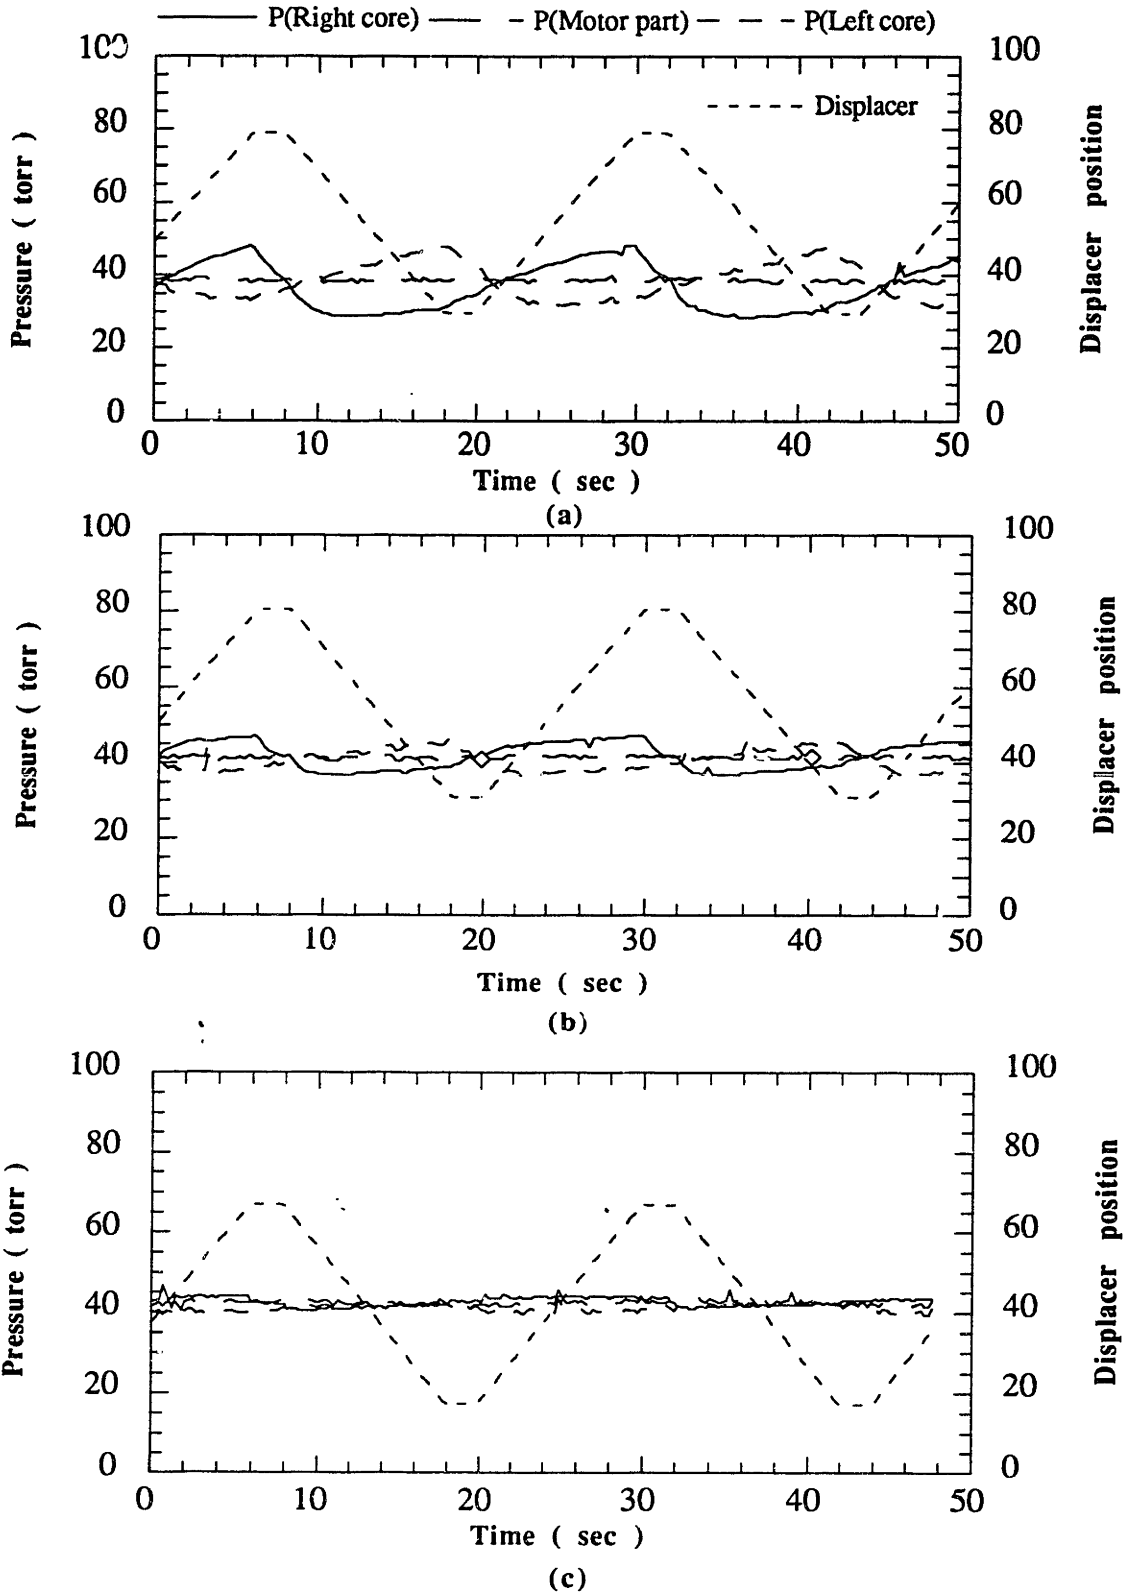 P(Right core) P(Motor part) P(Left core)
100 100
Displacer
80 80
60 60
40 40
20 20
0 0
0 10 20 30 40 50
Pressure ( torr )
Displacer position
Time ( sec )
(a)
100 100
80 80
60 60
40 40
20 20
0 0
0 10 20 30 40 50
Pressure ( torr )
Displacer position
Time ( sec )
(b)
100 100
80 80
60 60
40 40
20 20
0 0
0 10 20 30 40 50
Pressure ( torr )
Displacer position
Time ( sec )
(c)